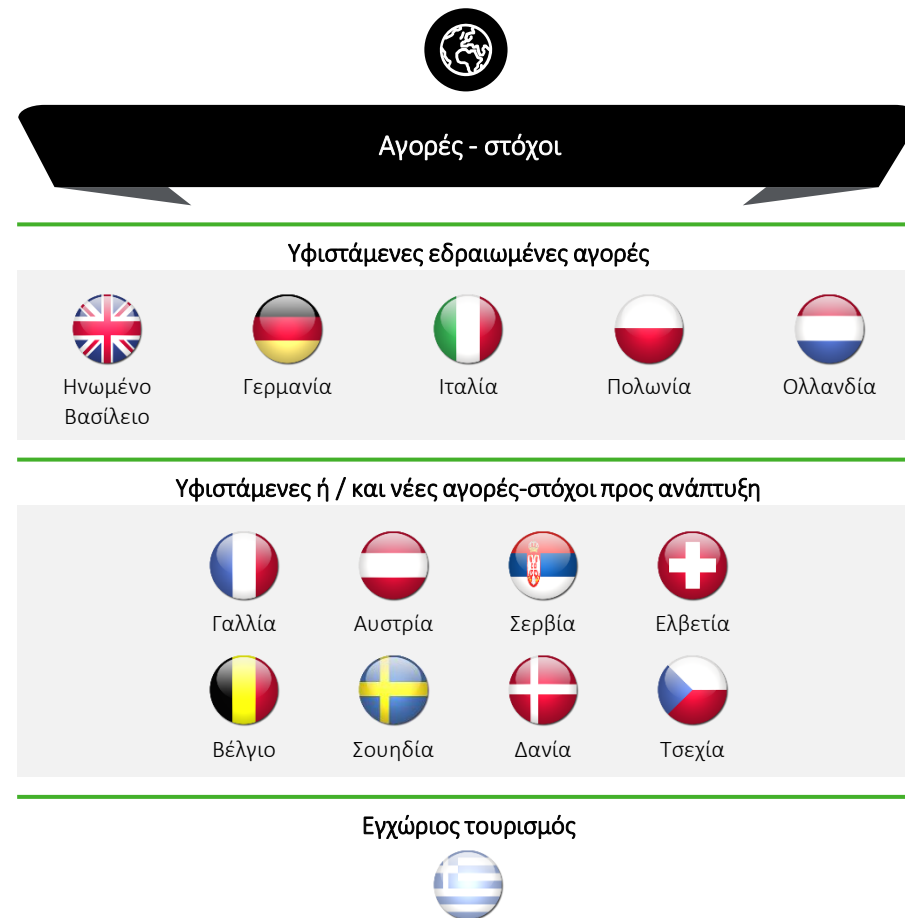 Αγορές - στόχοι
Υφιστάμενες εδραιωμένες αγορές
Ηνωμένο
Βασίλειο
Γερμανία
Ιταλία
Πολωνία
Ολλανδία
Υφιστάμενες ή / και νέες αγορές-στόχοι προς ανάπτυξη
Γαλλία
Αυστρία
Σερβία
Ελβετία
Βέλγιο
Σουηδία
Δανία
Τσεχία
Εγχώριος τουρισμός